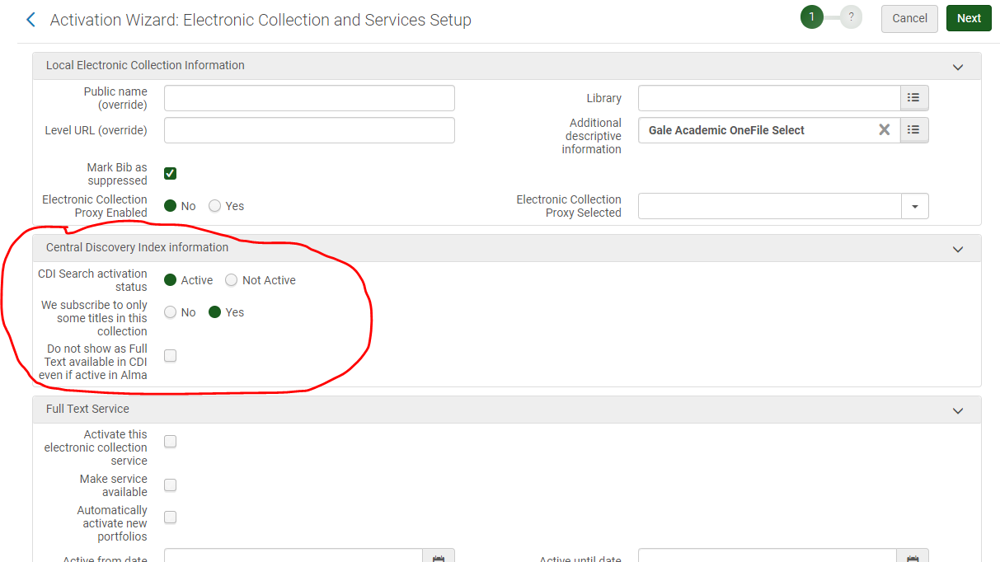 Activation Wizard: Electronic Collection and Services Setup
1
?
Cancel
Next
Local Electronic Collection Information
Public name
(override)
Library
Level URL (override)
Additional
descriptive
information
Gale Academic OneFile Select
Mark Bib as
suppressed
Electronic Collection
Proxy Enabled
No
Yes
Electronic Collection
Proxy Selected
Central Discovery Index information
CDI Search activation
status
Active
Not Active
We subscribe to only
some titles in this
collection
No
Yes
Do not show as Full
Text available in CDI
even if active in Alma
Full Text Service
Activate this
electronic collection
service
Make service
available
Automatically
activate new
portfolios
Active from date
Active until date